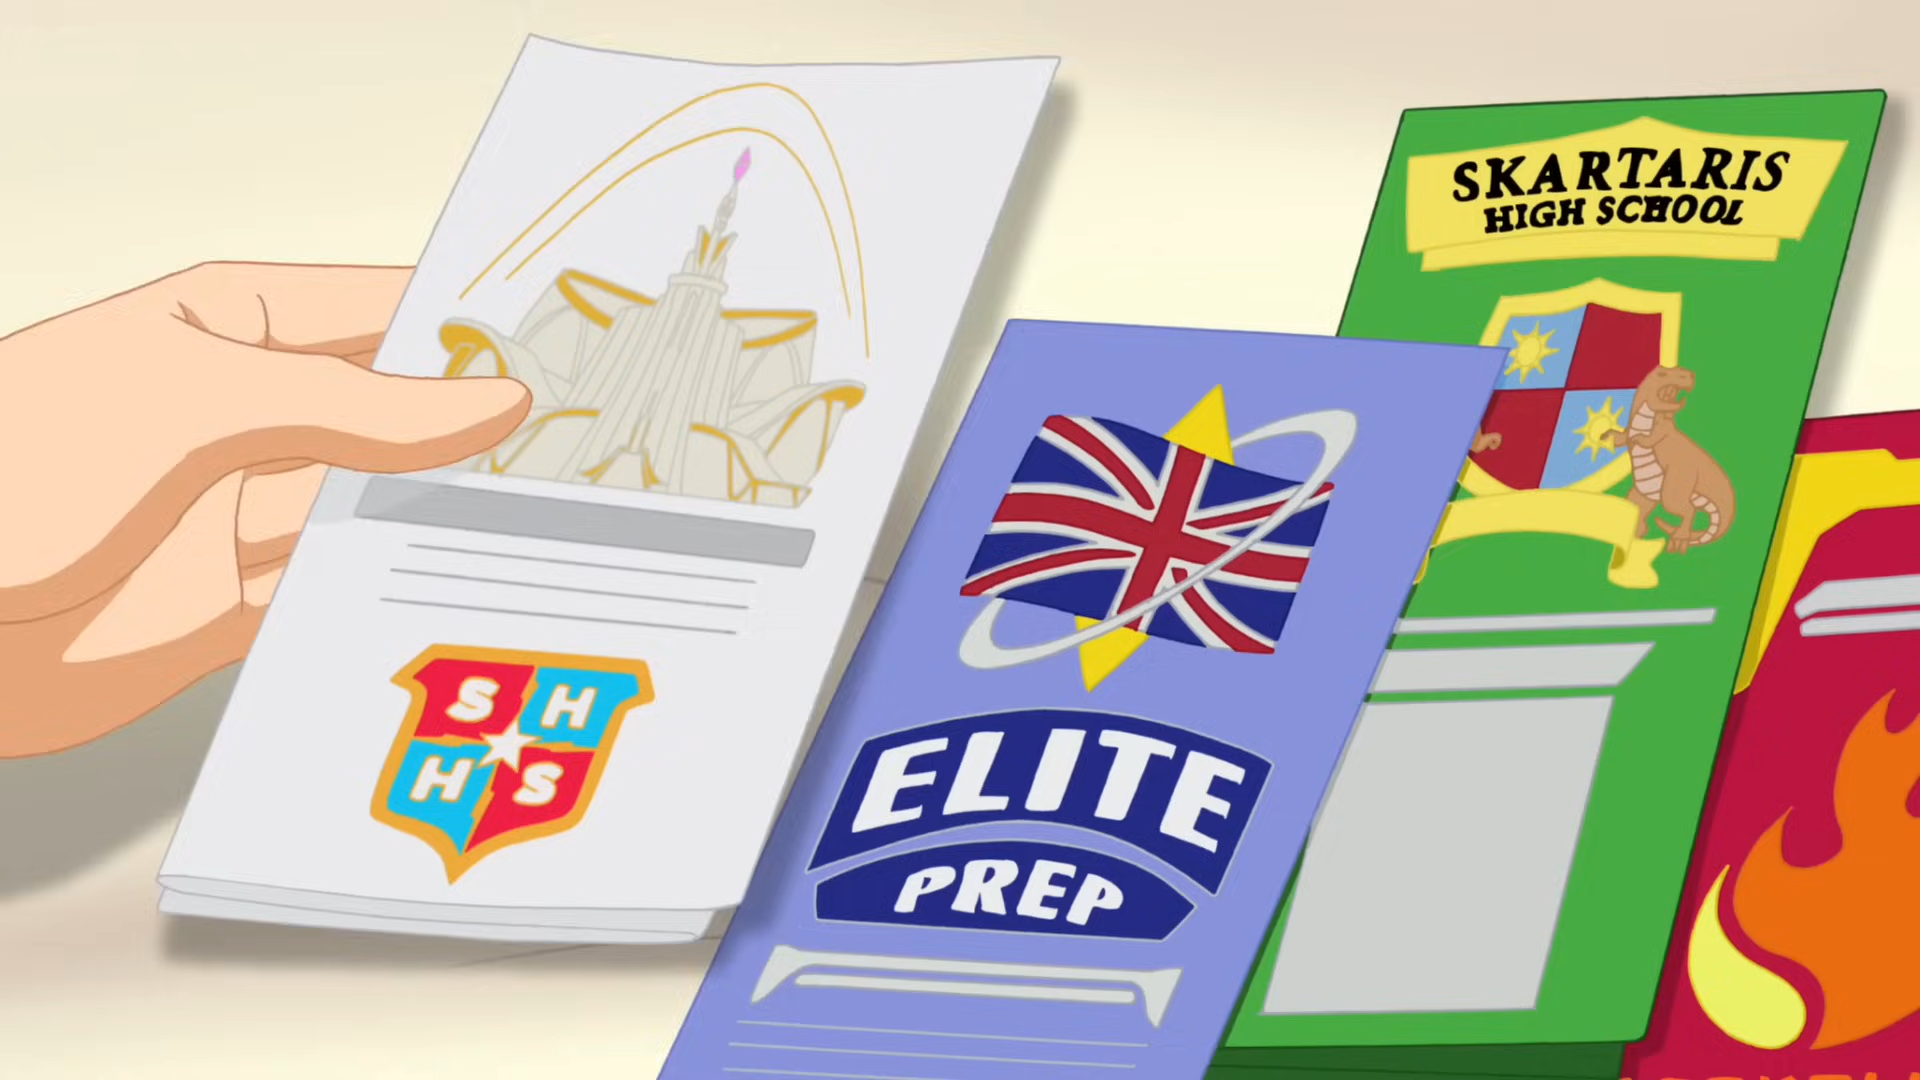 S H
H S
ELITE
PREP
SKARTARIS
HIGH SCHOOL